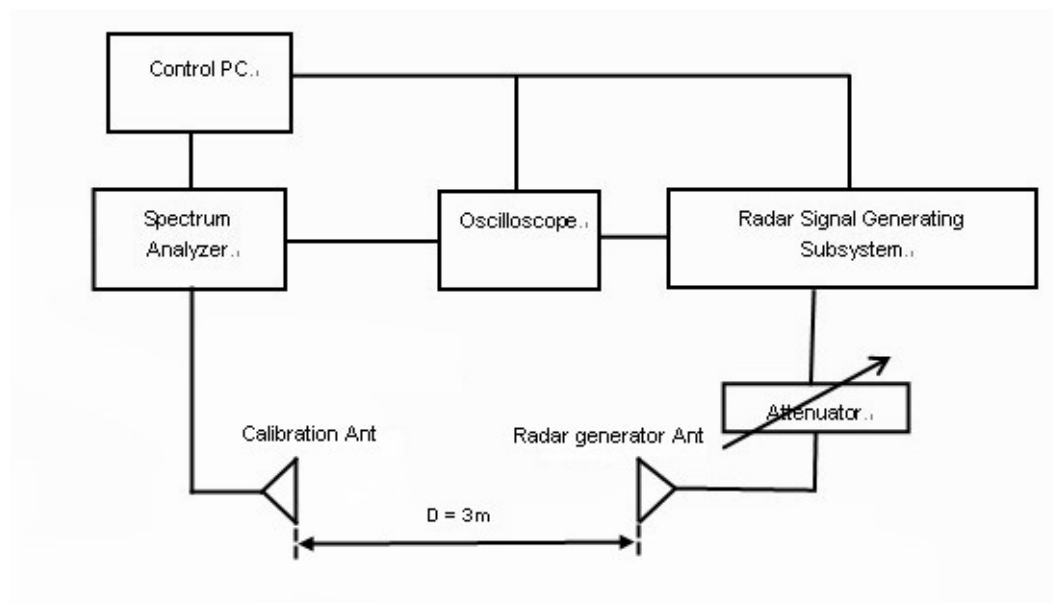 Control PC
Spectrum
Analyzer
Oscilloscope
Radar Signal Generating
Subsystem
Attenuator
Calibration Ant
Radar generator Ant
D = 3m